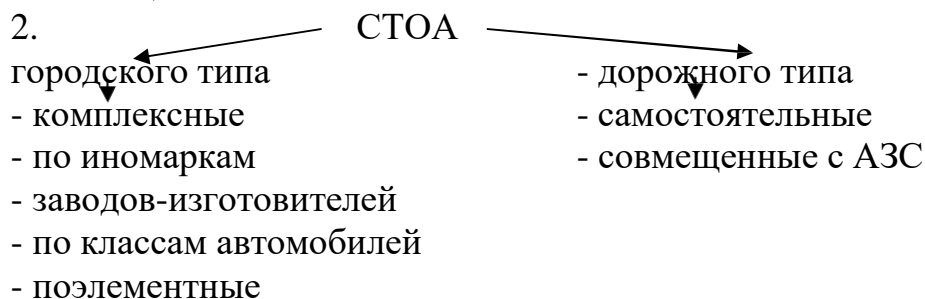 2. СТОА
городского типа - дорожного типа
- комплексные - самостоятельные
- по иномаркам - совмещенные с АЗС
- заводов-изготовителей
- по классам автомобилей
- поэлементные